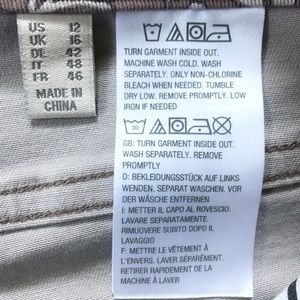 US 12
UK 16
DE 42
IT 48
FR 46
MADE IN
CHINA
TURN GARMENT INSIDE OUT.
MACHINE WASH COLD. WASH
SEPARATELY. ONLY NON-CHLORINE
BLEACH WHEN NEEDED. TUMBLE
DRY LOW. REMOVE PROMPTLY. LOW
IRON IF NEEDED
30
GB: TURN GARMENT INSIDE OUT.
WASH SEPARATELY. REMOVE
PROMPTLY
D: BEKLEIDUNGSSTÜCK AUF LINKS
WENDEN. SEPARAT WASCHEN. VOR
DER WÄSCHE ENTFERNEN
I: METTER IL CAPO AL ROVESCIO.
LAVARE SEPARATAMENTE.
RIMUOVERE SUBITO DOPO IL
LAVAGGIO
F: METTRE LE VÊTEMENT À
L'ENVERS. LAVER SÉPARÉMENT
RETIRER RAPIDEMENT DE LA
MACHINE À LAVER